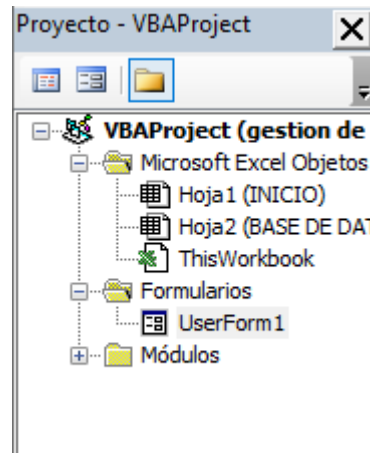 Proyecto - VBAProject
VBAProject (gestion de
Microsoft Excel Objetos
Hoja1 (INICIO)
Hoja2 (BASE DE DAT
ThisWorkbook
Formularios
UserForm1
Módulos